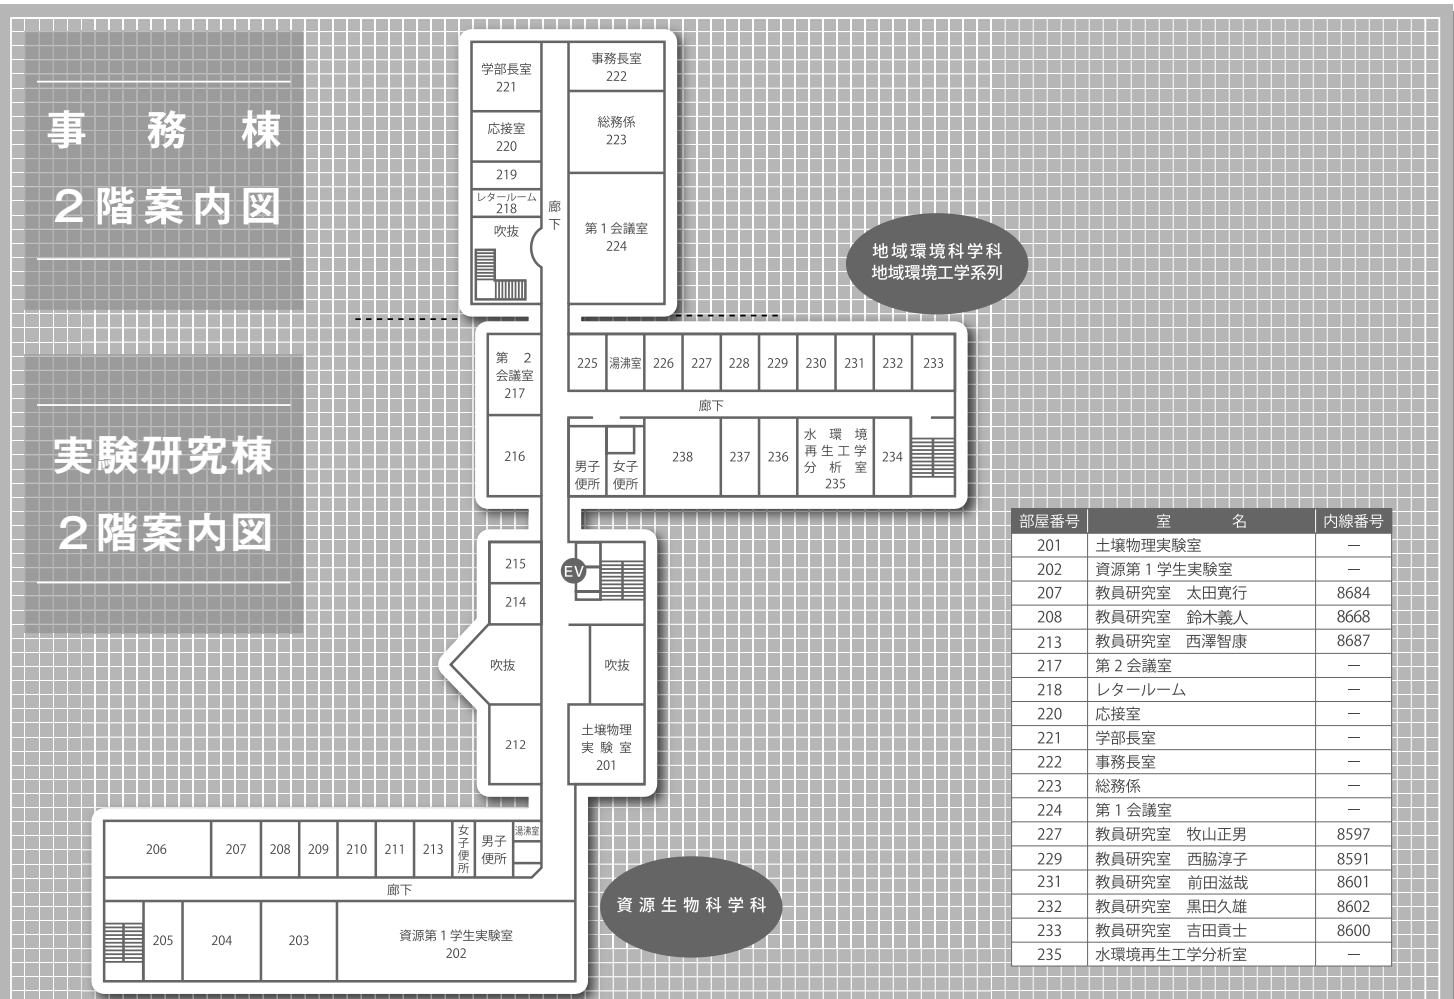 事務棟
２階案内図
実験研究棟
２階案内図
学部長室
221
応接室
220
219
レタールーム
218
吹抜
廊
下
事務長室
222
総務係
223
第１会議室
224
地域環境科学科
地域環境工学系列
第 2
会議室
217
216
225
湯沸室
226
227
228
229
230
231
232
233
廊下
男子
便所
女子
便所
238
237
236
水環境
再生工学
分析室
235
234
215
214
EV
吹抜
吹抜
212
土壌物理
実験室
201
206
207
208
209
210
211
213
女子便所
男子
便所
湯沸室
廊下
205
204
203
資源第１学生実験室
202
資源生物科学科
部屋番号 室名 内線番号
201 土壌物理実験室 ―
202 資源第１学生実験室 ―
207 教員研究室 太田寛行 8684
208 教員研究室 鈴木義人 8668
213 教員研究室 西澤智康 8687
217 第２会議室 ―
218 レタールーム ―
220 応接室 ―
221 学部長室 ―
222 事務長室 ―
223 総務係 ―
224 第１会議室 ―
227 教員研究室 牧山正男 8597
229 教員研究室 西脇淳子 8591
231 教員研究室 前田滋哉 8601
232 教員研究室 黒田久雄 8602
233 教員研究室 吉田貢士 8600
235 水環境再生工学分析室 ―